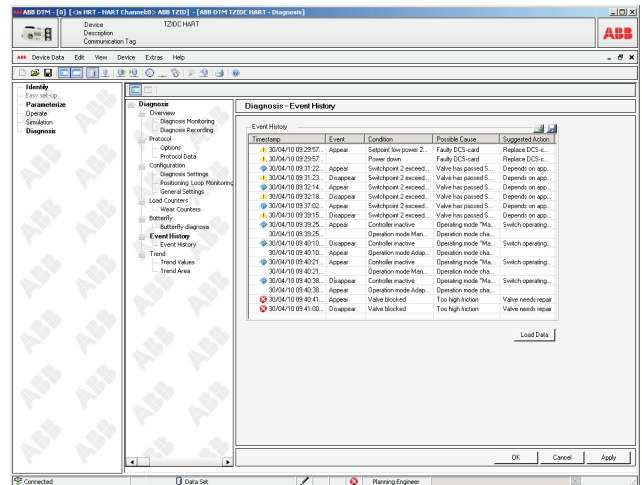 ABB DTM - [0] [<is HRT - HART Channel:0> ABB TZID] - [ABB DTM TZIDC HART - Diagnosis]
Device TZIDC HART
Description
Communication Tag
ABB
ABB Device Data Edit View Device Extras Help
Identify
Easy set-up
Parameterize
Operate
Simulation
Diagnosis
Diagnosis
Overview
Diagnosis Monitoring
Diagnosis Recording
Protocol
Options
Protocol Data
Configuration
Diagnosis Settings
Positioning Loop Monitoring
General Settings
Load Counters
Wear Counters
Butterfly
Butterfly diagnosis
Event History
Event History
Trend
Trend Values
Trend Area
Diagnosis - Event History
Event History
Timestamp Event Condition Possible Cause Suggested Action
30/04/10 09:29:57... Appear Setpoint low power 2... Faulty DCS-card Replace DCS-c...
30/04/10 09:29:57... Power down Faulty DCS-card Replace DCS-c...
30/04/10 09:31:22... Appear Switchpoint 2 exceed... Valve has passed S... Depends on app...
30/04/10 09:31:23... Disappear Switchpoint 2 exceed... Valve has passed S... Depends on app...
30/04/10 09:32:14... Appear Switchpoint 2 exceed... Valve has passed S... Depends on app...
30/04/10 09:32:18... Disappear Switchpoint 2 exceed... Valve has passed S... Depends on app...
30/04/10 09:37:02... Appear Switchpoint 2 exceed... Valve has passed S... Depends on app...
30/04/10 09:39:15... Disappear Switchpoint 2 exceed... Valve has passed S... Depends on app...
30/04/10 09:39:25... Appear Controller inactive Operating mode "Ma... Switch operating...
30/04/10 09:39:25... Operation mode Man... Operation mode cha...
30/04/10 09:40:10... Disappear Controller inactive Operating mode "Ma... Switch operating...
30/04/10 09:40:10... Appear Operation mode Adap... Operation mode cha...
30/04/10 09:40:21... Appear Controller inactive Operating mode "Ma... Switch operating...
30/04/10 09:40:21... Operation mode Man... Operation mode cha...
30/04/10 09:40:38... Disappear Controller inactive Operating mode "Ma... Switch operating...
30/04/10 09:40:38... Appear Operation mode Adap... Operation mode cha...
30/04/10 09:40:41... Appear Valve blocked Too high friction Valve needs repair
30/04/10 09:41:00... Disappear Valve blocked Too high friction Valve needs repair
Load Data
OK Cancel Apply
Connected Data Set Planning Engineer